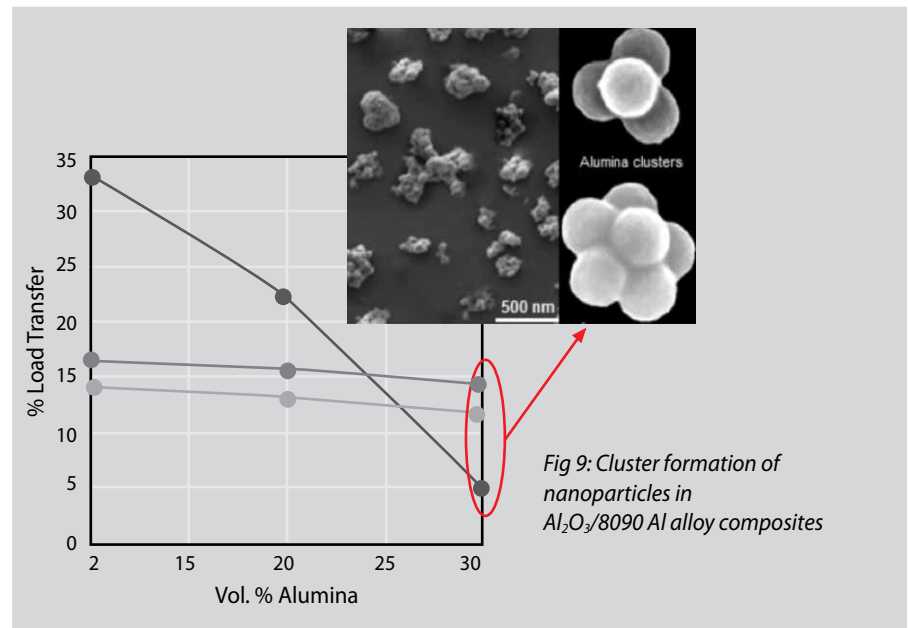 35
30
25
20
15
10
5
0
% Load Transfer
2 15 20 25 30
Vol. % Alumina
Alumina clusters
500 nm
Fig 9: Cluster formation of
nanoparticles in
Al₂O₃/8090 Al alloy composites